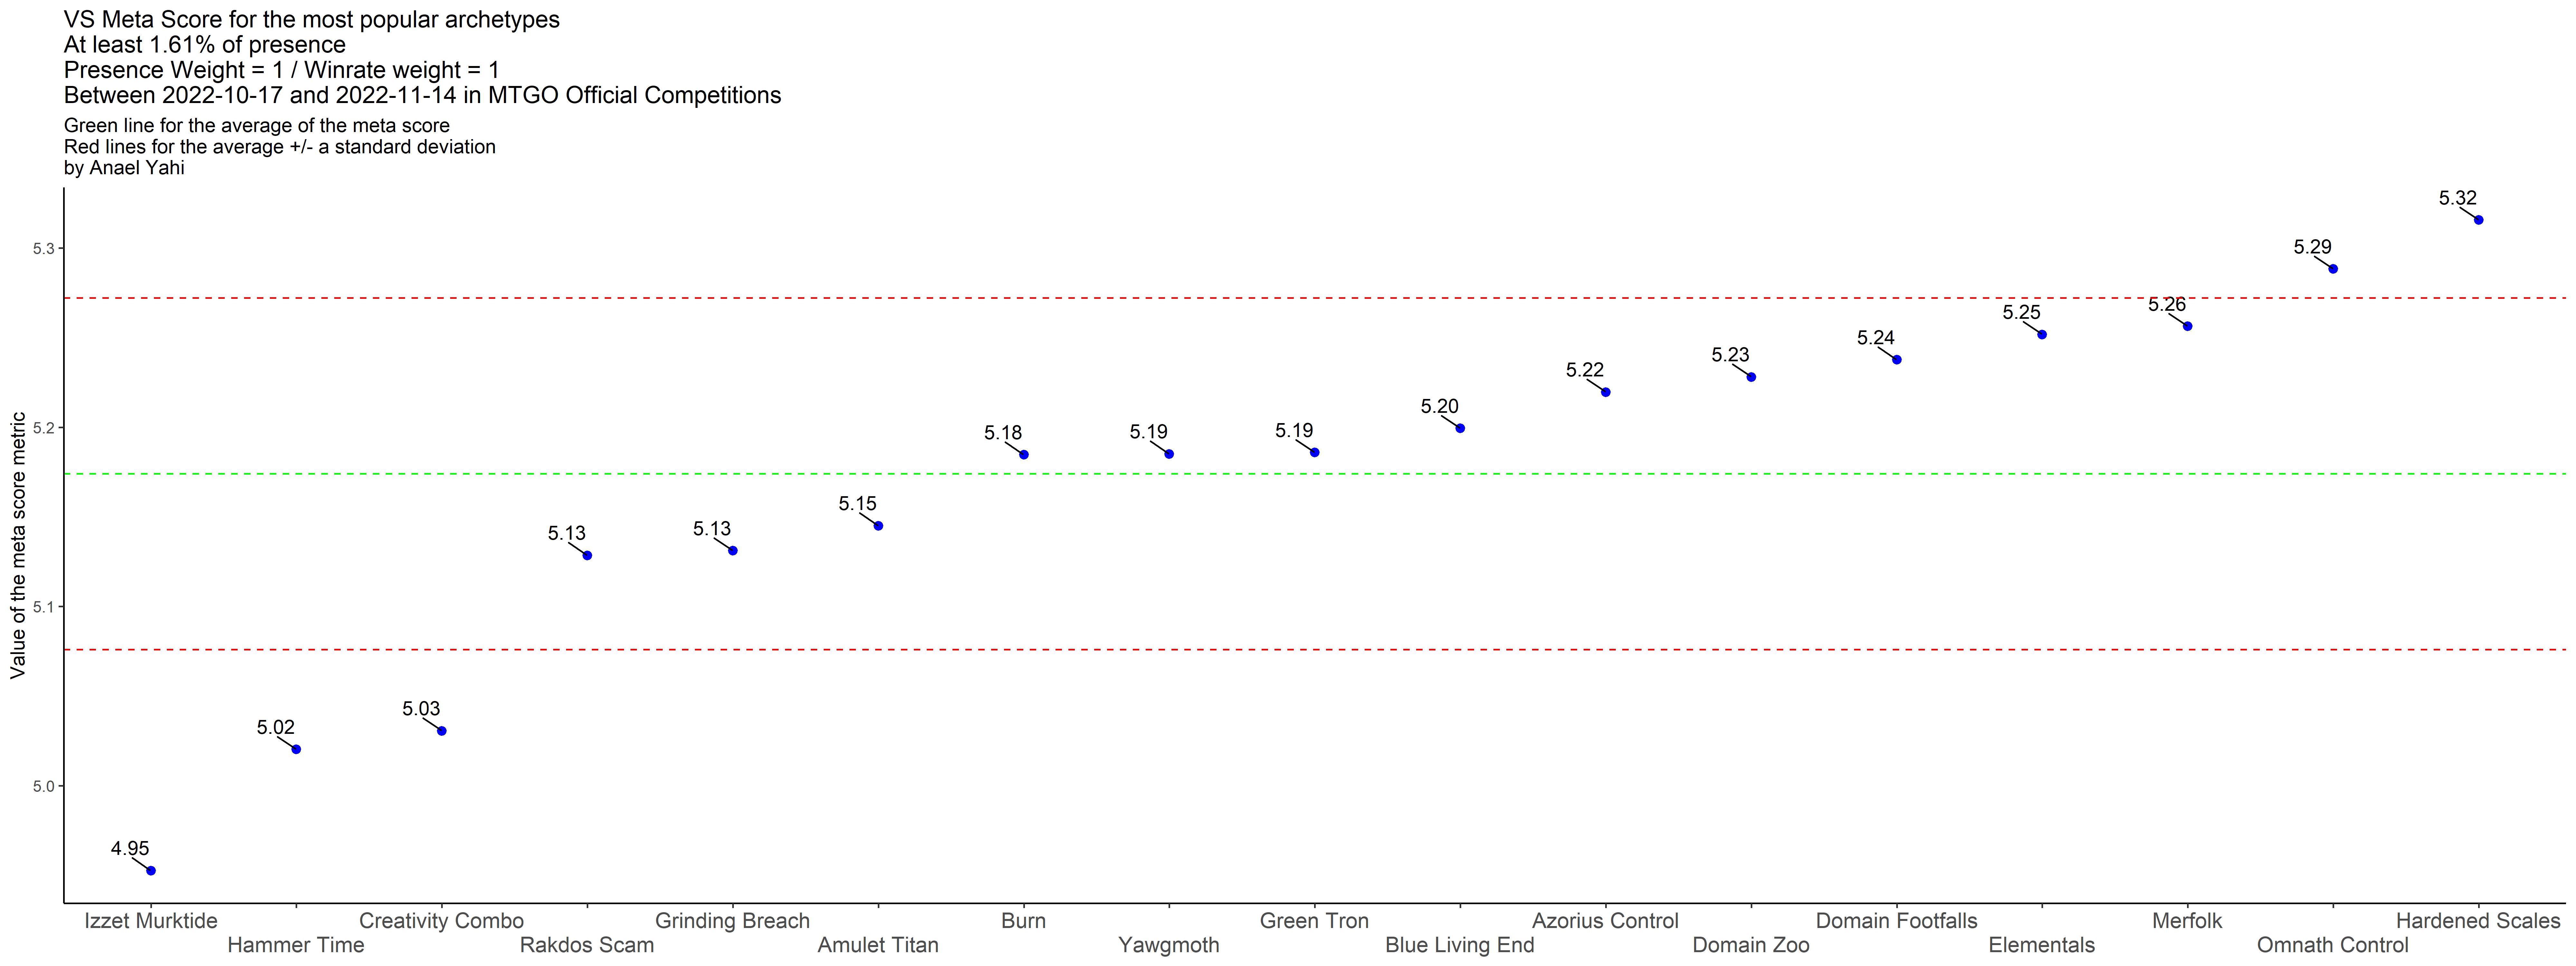 VS Meta Score for the most popular archetypes
At least 1.61% of presence
Presence Weight = 1 / Winrate weight = 1
Between 2022-10-17 and 2022-11-14 in MTGO Official Competitions
Green line for the average of the meta score
Red lines for the average +/- a standard deviation
by Anael Yahi
Value of the meta score metric
5.3
5.2
5.1
5.0
4.95
5.02
5.03
5.13
5.13
5.15
5.18
5.19
5.19
5.20
5.22
5.23
5.24
5.25
5.26
5.29
5.32
Izzet Murktide
Hammer Time
Creativity Combo
Rakdos Scam
Grinding Breach
Amulet Titan
Burn
Yawgmoth
Green Tron
Blue Living End
Azorius Control
Domain Zoo
Domain Footfalls
Elementals
Merfolk
Omnath Control
Hardened Scales